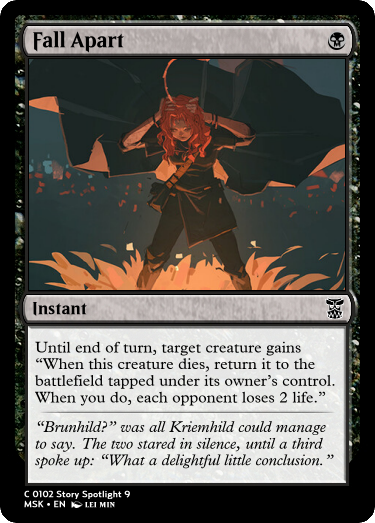 Fall Apart
Instant
Until end of turn, target creature gains
“When this creature dies, return it to the
battlefield tapped under its owner’s control.
When you do, each opponent loses 2 life.”
“Brunhild?” was all Kriemhild could manage
to say. The two stared in silence, until a third
spoke up: “What a delightful little conclusion.”
C 0102 Story Spotlight 9
MSK • EN LEI MIN